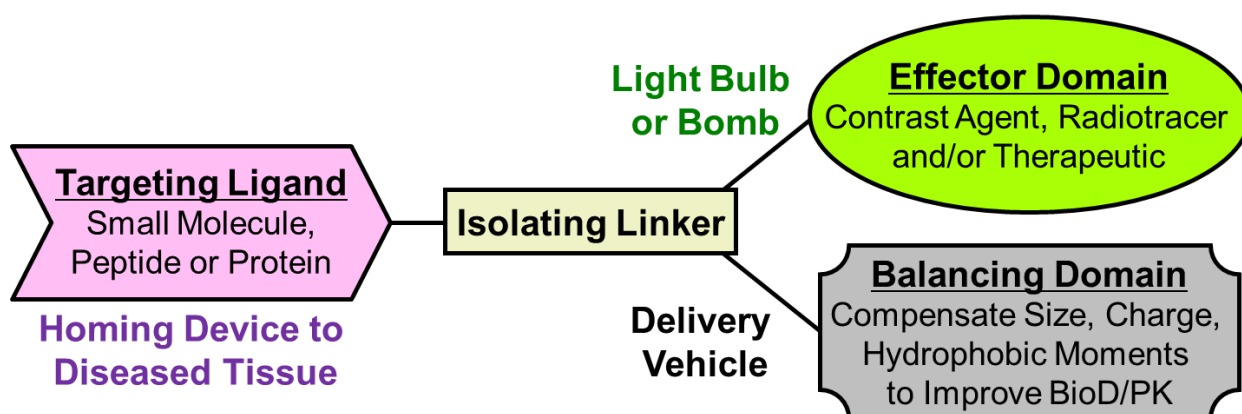 Targeting Ligand
Small Molecule,
Peptide or Protein
Homing Device to
Diseased Tissue
Isolating Linker
Light Bulb
or Bomb
Effector Domain
Contrast Agent, Radiotracer
and/or Therapeutic
Delivery
Vehicle
Balancing Domain
Compensate Size, Charge,
Hydrophobic Moments
to Improve BioD/PK